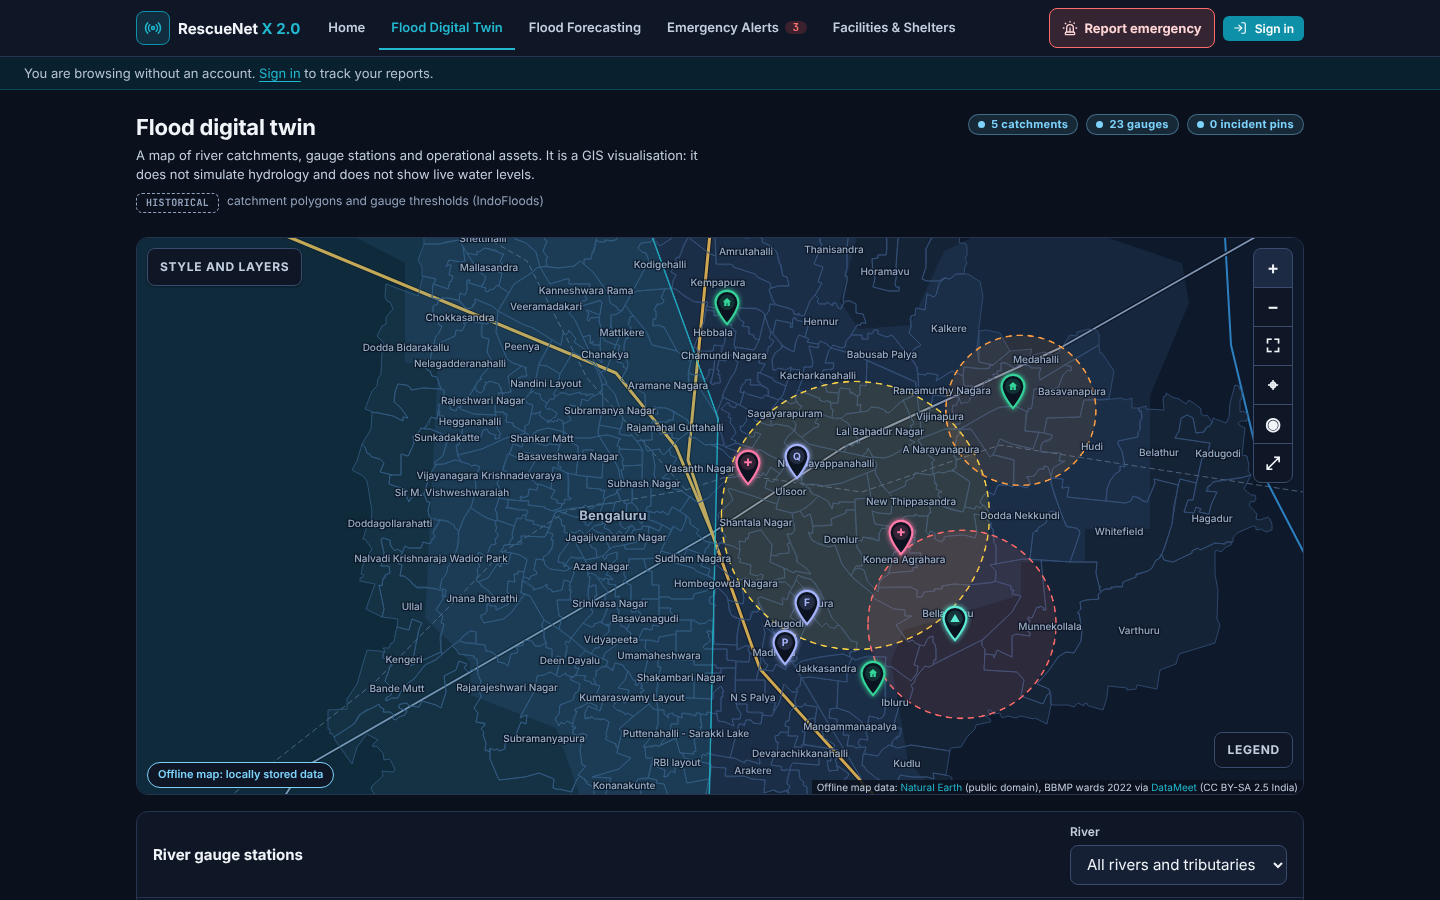 RescueNet X 2.0
Home
Flood Digital Twin
Flood Forecasting
Emergency Alerts 3
Facilities & Shelters
Report emergency
Sign in
You are browsing without an account. Sign in to track your reports.
Flood digital twin
5 catchments
23 gauges
0 incident pins
A map of river catchments, gauge stations and operational assets. It is a GIS visualisation: it
does not simulate hydrology and does not show live water levels.
HISTORICAL catchment polygons and gauge thresholds (IndoFloods)
STYLE AND LAYERS
Shettihalli
Mallasandra
Kodigehalli
Amrutahalli
Thanisandra
Horamavu
Kempapura
Kanneshwara Rama
Veeramadakari
Chokkasandra
Mattikere
Hebbala
Hennur
Kalkere
Dodda Bidarakallu
Peenya
Chanakya
Chamundi Nagara
Babusab Palya
Medahalli
Nelagadderanahalli
Kacharkanahalli
Nandini Layout
Aramane Nagara
Ramamurthy Nagara
Basavanapura
Rajeshwari Nagar
Subramanya Nagar
Sagayarapuram
Vijinapura
Hegganahalli
Rajamahal Guttahalli
Lal Bahadur Nagar
Sunkadakatte
Shankar Matt
A Narayanapura
Hudi
Belathur
Kadugodi
Basaveshwara Nagar
Vasanth Nagar
Q
Vijayanagara Krishnadevaraya
Subhash Nagar
Ulsoor
Sir M. Vishweshwaraiah
New Thippasandra
Bengaluru
Shantala Nagar
Dodda Nekkundi
Hagadur
Doddagollarahatti
Jagajivanaram Nagar
Domlur
Whitefield
Nalvadi Krishnaraja Wadior Park
Sudham Nagara
Konena Agrahara
Azad Nagar
Hombegowda Nagara
Jnana Bharathi
Ullal
Srinivasa Nagar
F
Basavanagudi
Adugodi
Munnekollala
Varthuru
Vidyapeeta
P
Kengeri
Deen Dayalu
Umamaheshwara
Jakkasandra
Shakambari Nagar
Bande Mutt
Rajarajeshwari Nagar
Kumaraswamy Layout
N S Palya
Ibluru
Mangammanapalya
Subramanyapura
Puttenahalli - Sarakki Lake
Devarachikkanahalli
RBI layout
Arakere
Kudlu
Konanakunte
LEGEND
Offline map: locally stored data
Offline map data: Natural Earth (public domain), BBMP wards 2022 via DataMeet (CC BY-SA 2.5 India)
River gauge stations
River
All rivers and tributaries